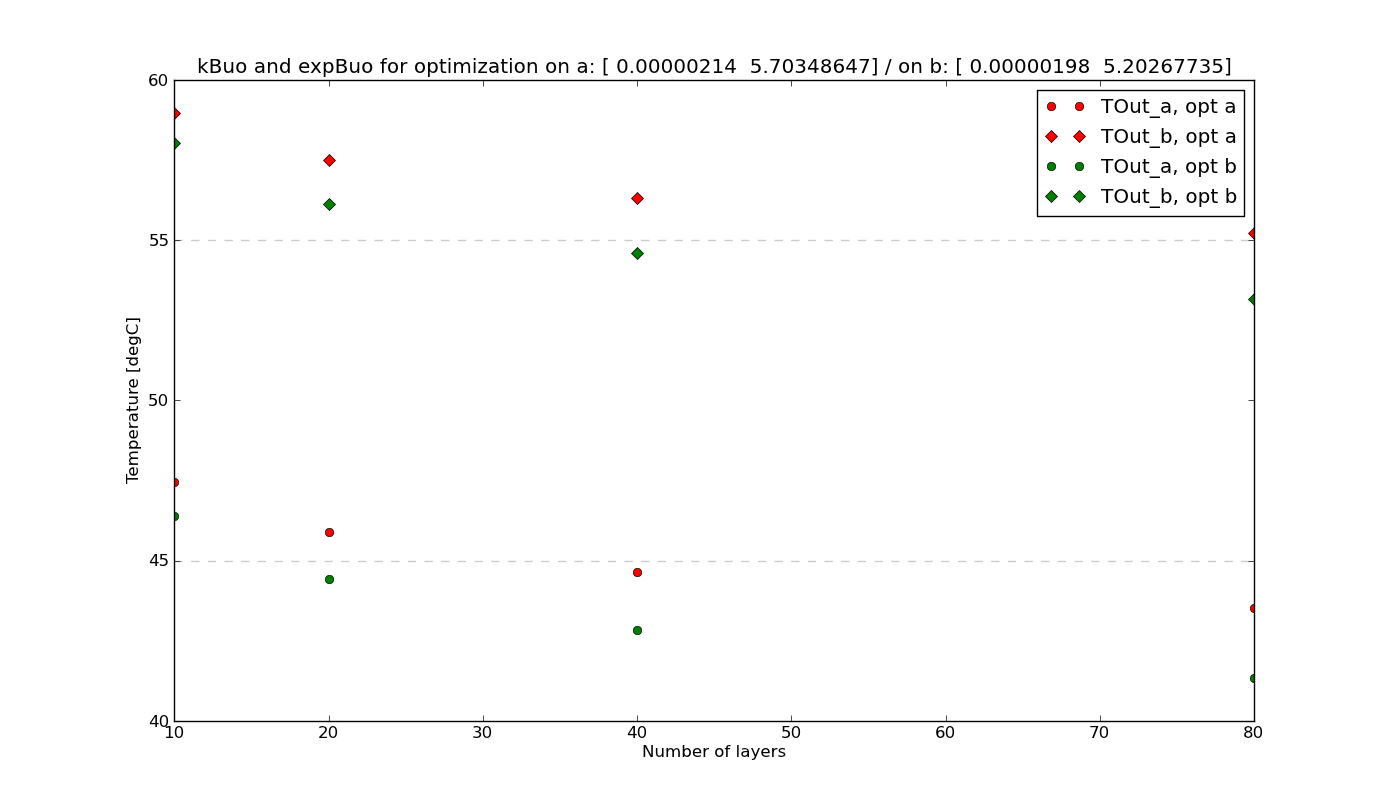 kBuo and expBuo for optimization on a: [ 0.00000214  5.70348647] / on b: [ 0.00000198  5.20267735]
60
55
50
45
40
Temperature [degC]
TOut_a, opt a
TOut_b, opt a
TOut_a, opt b
TOut_b, opt b
10 20 30 40 50 60 70 80
Number of layers